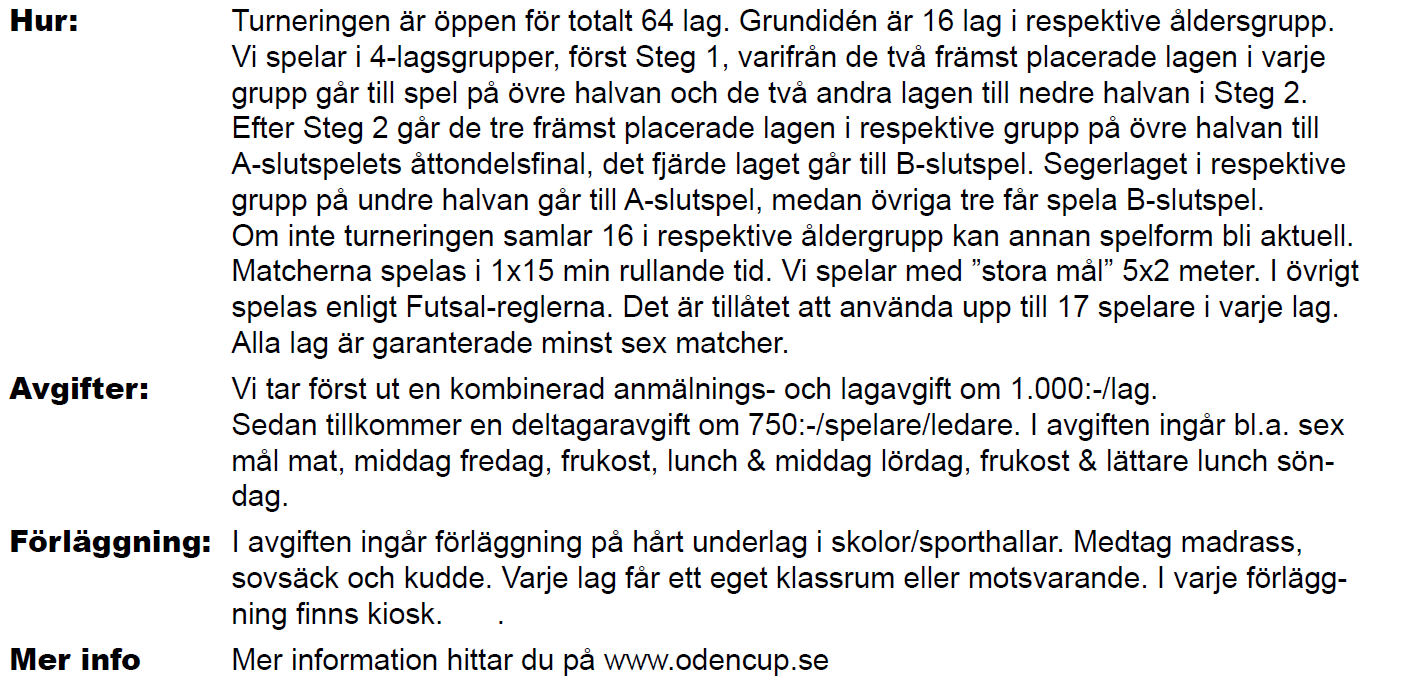 Hur: Turneringen är öppen för totalt 64 lag. Grundidén är 16 lag i respektive åldersgrupp.
Vi spelar i 4-lagsgrupper, först Steg 1, varifrån de två främst placerade lagen i varje
grupp går till spel på övre halvan och de två andra lagen till nedre halvan i Steg 2.
Efter Steg 2 går de tre främst placerade lagen i respektive grupp på övre halvan till
A-slutspelets åttondelsfinal, det fjärde laget går till B-slutspel. Segerlaget i respektive
grupp på undre halvan går till A-slutspel, medan övriga tre får spela B-slutspel.
Om inte turneringen samlar 16 i respektive åldergrupp kan annan spelform bli aktuell.
Matcherna spelas i 1x15 min rullande tid. Vi spelar med ”stora mål” 5x2 meter. I övrigt
spelas enligt Futsal-reglerna. Det är tillåtet att använda upp till 17 spelare i varje lag.
Alla lag är garanterade minst sex matcher.
Avgifter: Vi tar först ut en kombinerad anmälnings- och lagavgift om 1.000:-/lag.
Sedan tillkommer en deltagaravgift om 750:-/spelare/ledare. I avgiften ingår bl.a. sex
mål mat, middag fredag, frukost, lunch & middag lördag, frukost & lättare lunch sön-
dag.
Förläggning: I avgiften ingår förläggning på hårt underlag i skolor/sporthallar. Medtag madrass,
sovsäck och kudde. Varje lag får ett eget klassrum eller motsvarande. I varje förlägg-
ning finns kiosk. .
Mer info Mer information hittar du på www.odencup.se